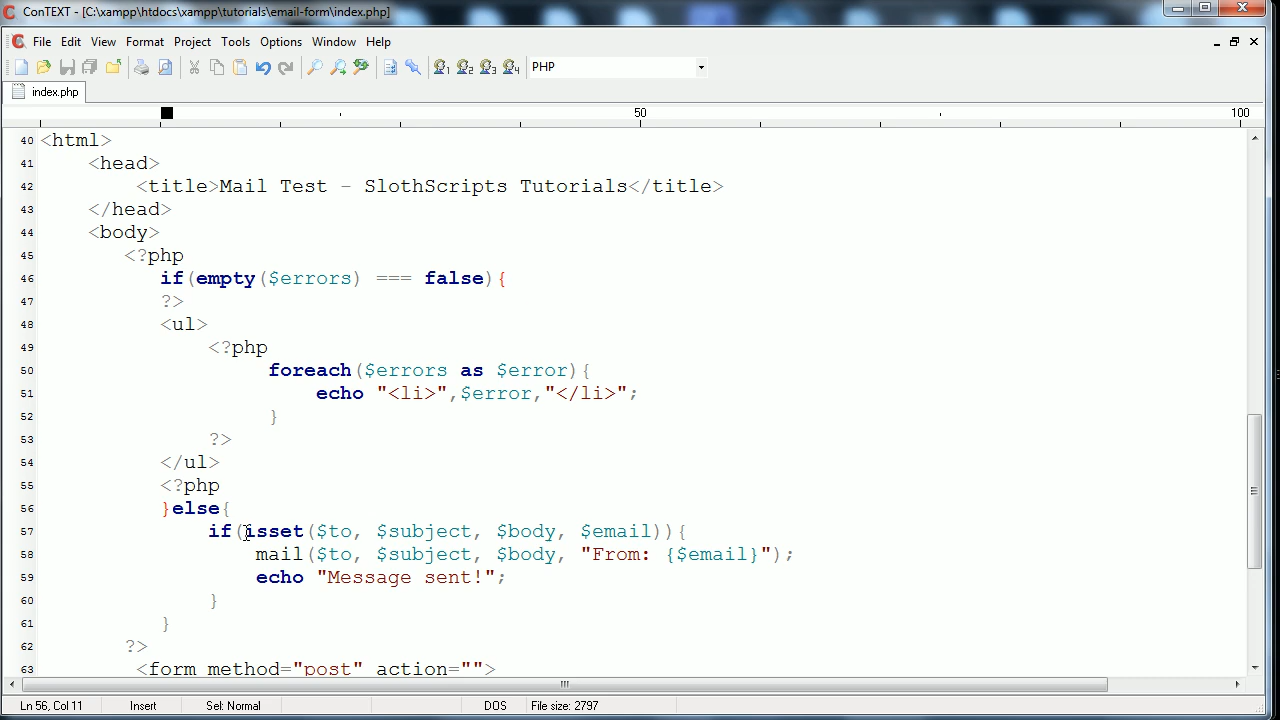 ConTEXT - [C:\xampp\htdocs\xampp\tutorials\email-form\index.php]
File Edit View Format Project Tools Options Window Help
PHP
index.php
50 100
40 <html>
41 <head>
42 <title>Mail Test - SlothScripts Tutorials</title>
43 </head>
44 <body>
45 <?php
46 if(empty($errors) === false){
47 ?>
48 <ul>
49 <?php
50 foreach($errors as $error){
51 echo "<li>",$error,"</li>";
52 }
53 ?>
54 </ul>
55 <?php
56 }else{
57 if(isset($to, $subject, $body, $email)){
58 mail($to, $subject, $body, "From: {$email}");
59 echo "Message sent!";
60 }
61 }
62 ?>
63 <form method="post" action="">
Ln 56, Col 11 Insert Sel: Normal DOS File size: 2797